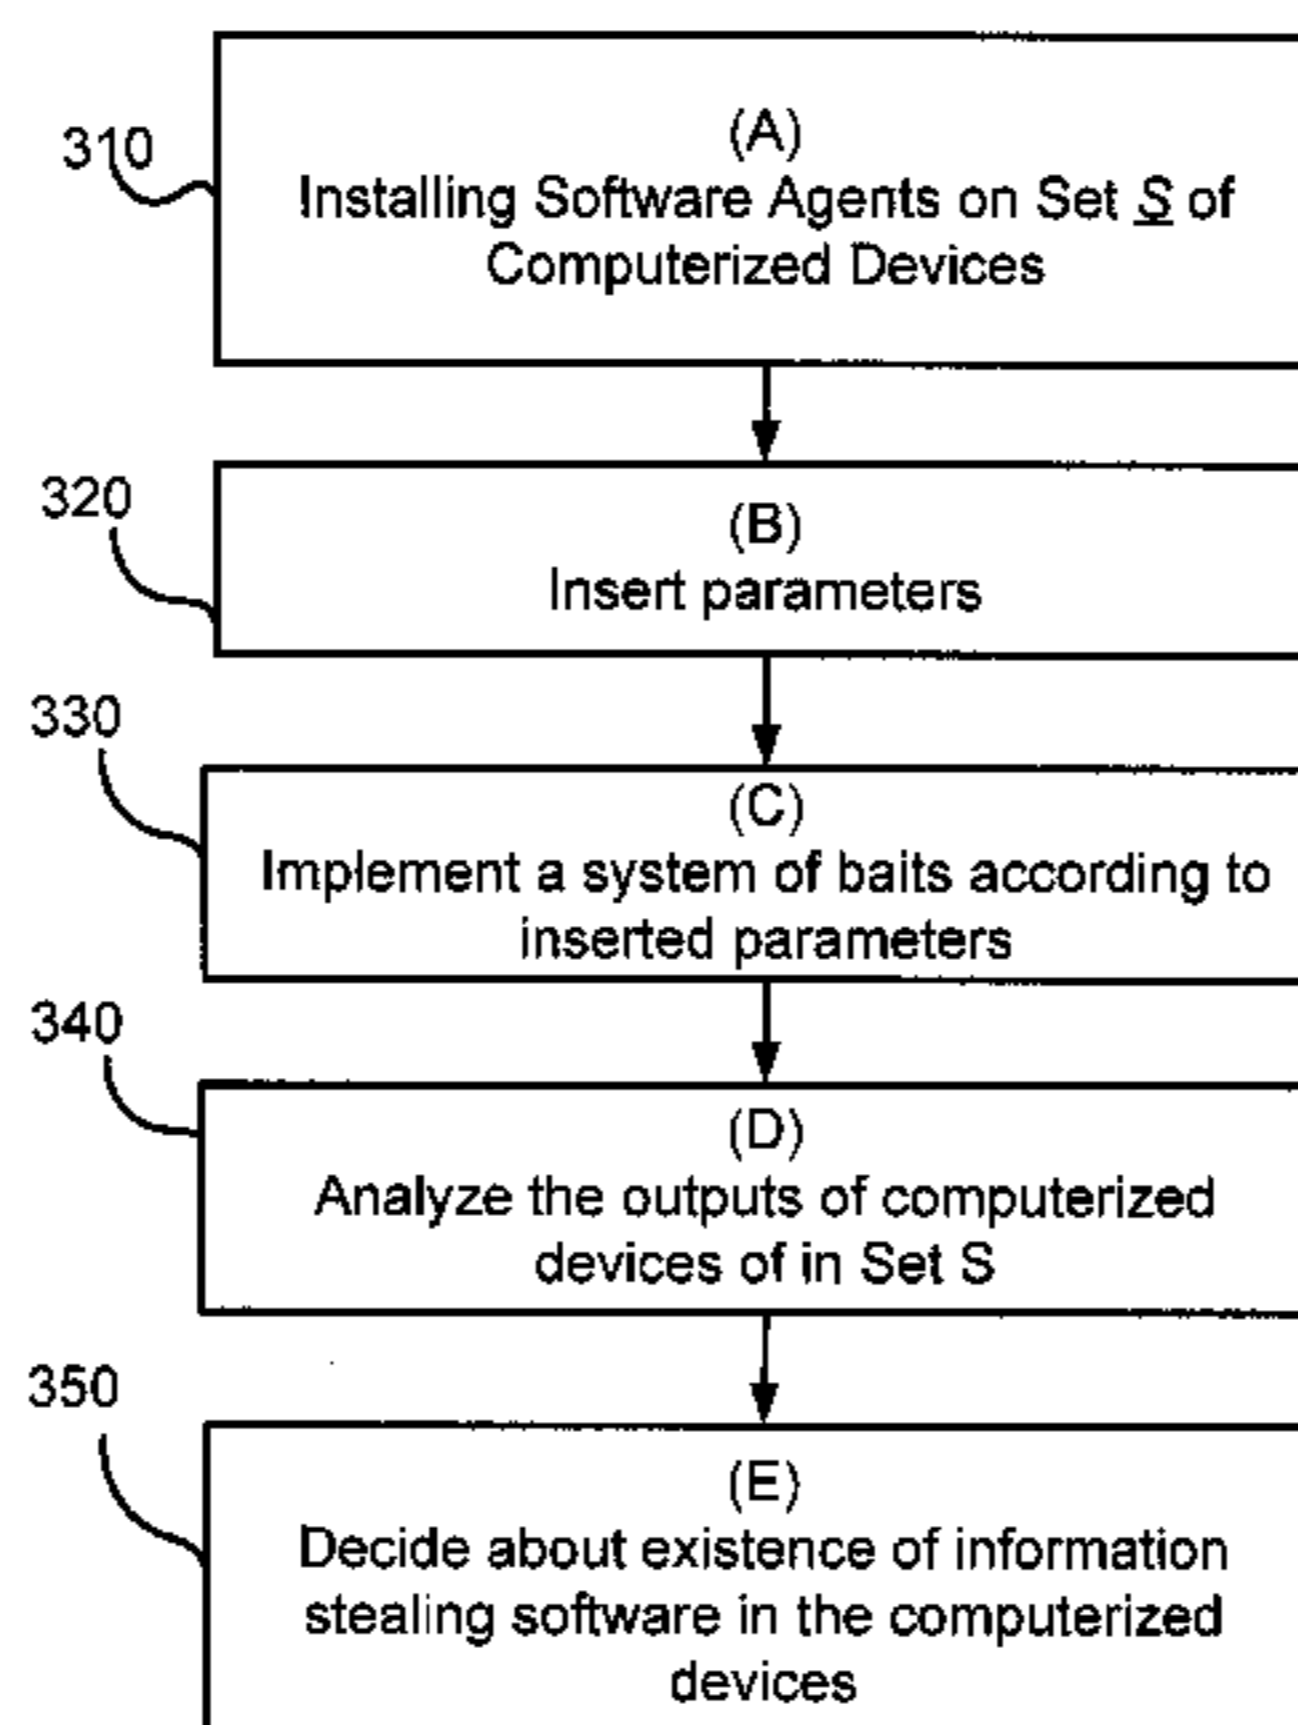 310
(A)
Installing Software Agents on Set S of
Computerized Devices
320
(B)
Insert parameters
330
(C)
Implement a system of baits according to
inserted parameters
340
(D)
Analyze the outputs of computerized
devices of in Set S
350
(E)
Decide about existence of information
stealing software in the computerized
devices